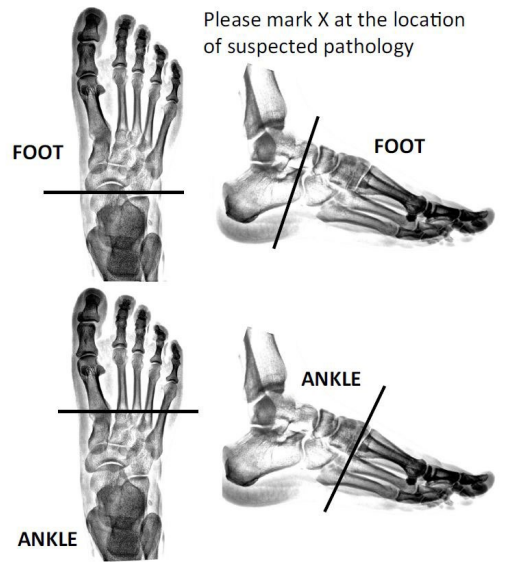 Please mark X at the location
of suspected pathology
FOOT
FOOT
ANKLE
ANKLE